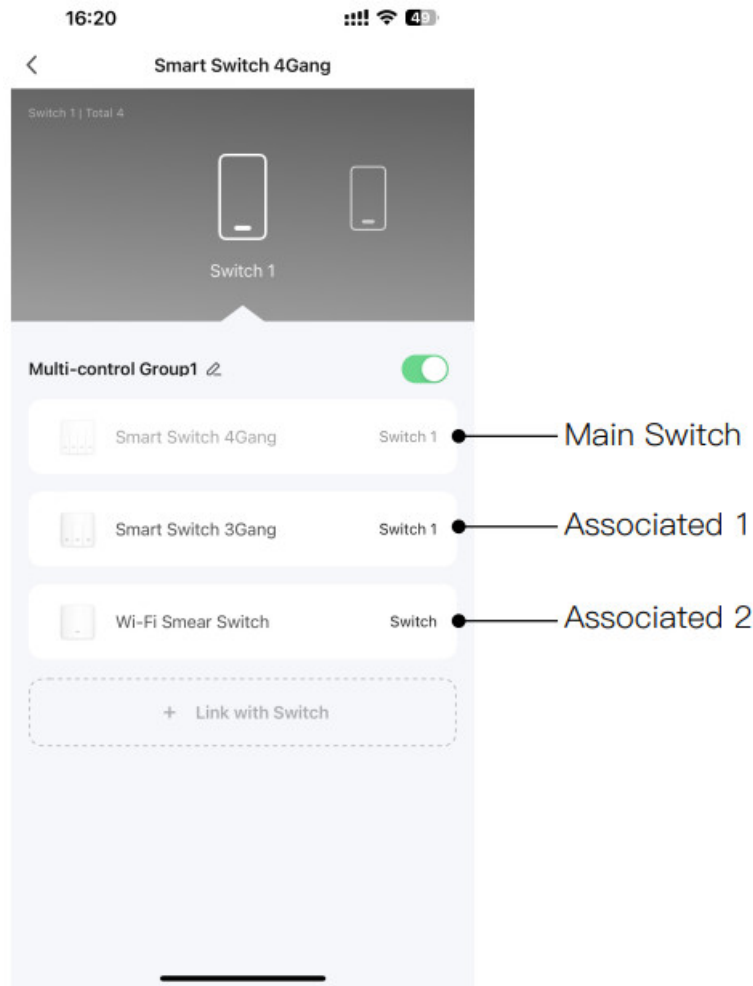 16:20
49
Smart Switch 4Gang
Switch 1 | Total 4
Switch 1
Multi-control Group1
Smart Switch 4Gang Switch 1 Main Switch
Smart Switch 3Gang Switch 1 Associated 1
Wi-Fi Smear Switch Switch Associated 2
+ Link with Switch